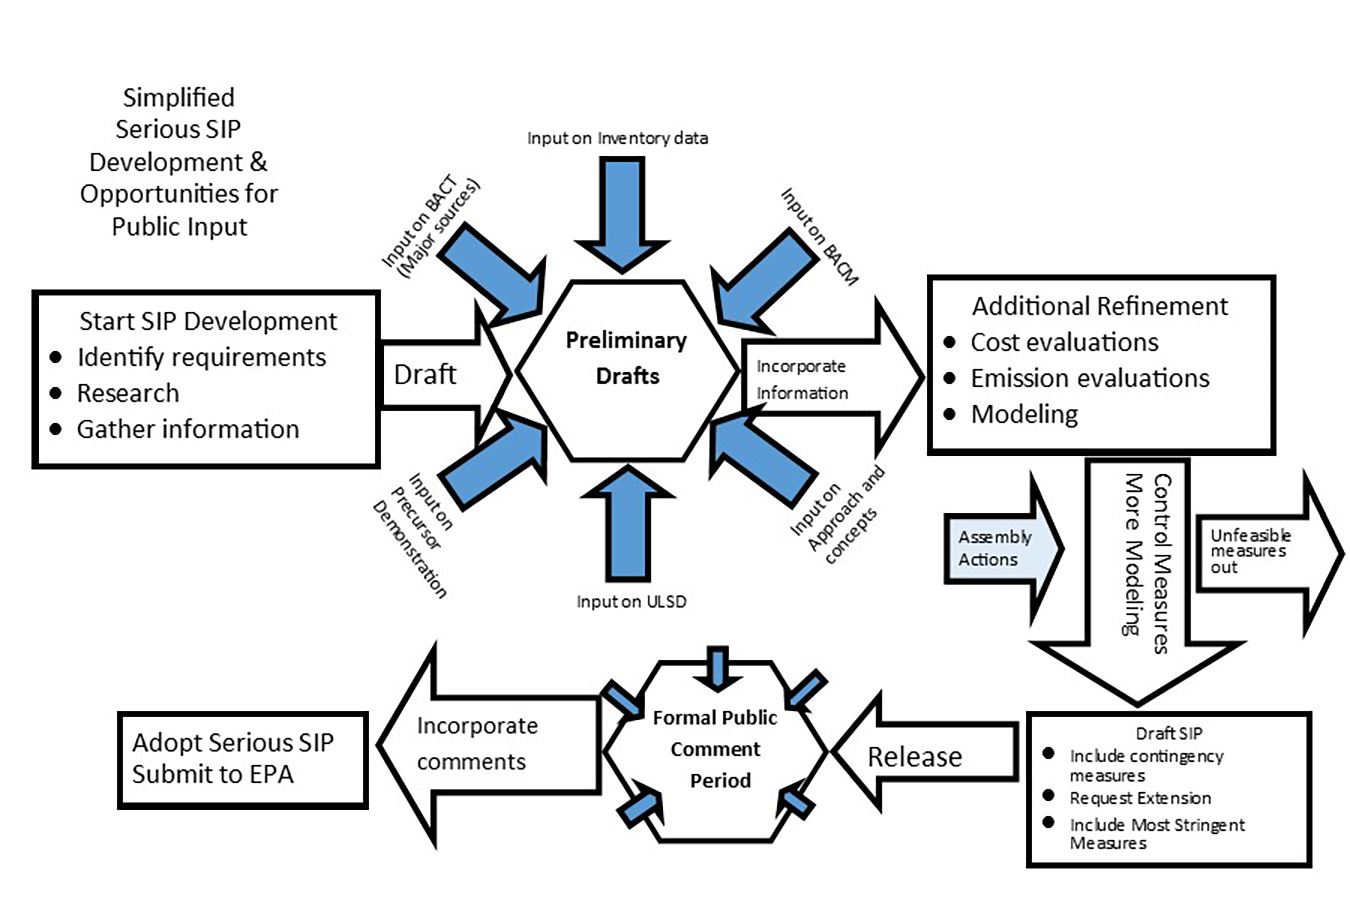 Simplified
Serious SIP
Development &
Opportunities for
Public Input
Input on Inventory data
Input on BACT
(Major sources)
Input on BACM
Start SIP Development
● Identify requirements
● Research
● Gather information
Draft
Preliminary
Drafts
Incorporate
Information
Additional Refinement
● Cost evaluations
● Emission evaluations
● Modeling
Input on
Precursor
Demonstration
Input on ULSD
Input on
Approach and
concepts
Assembly
Actions
Control Measures
More Modeling
Unfeasible
measures
out
Draft SIP
● Include contingency
measures
● Request Extension
● Include Most Stringent
Measures
Release
Formal Public
Comment
Period
Incorporate
comments
Adopt Serious SIP
Submit to EPA